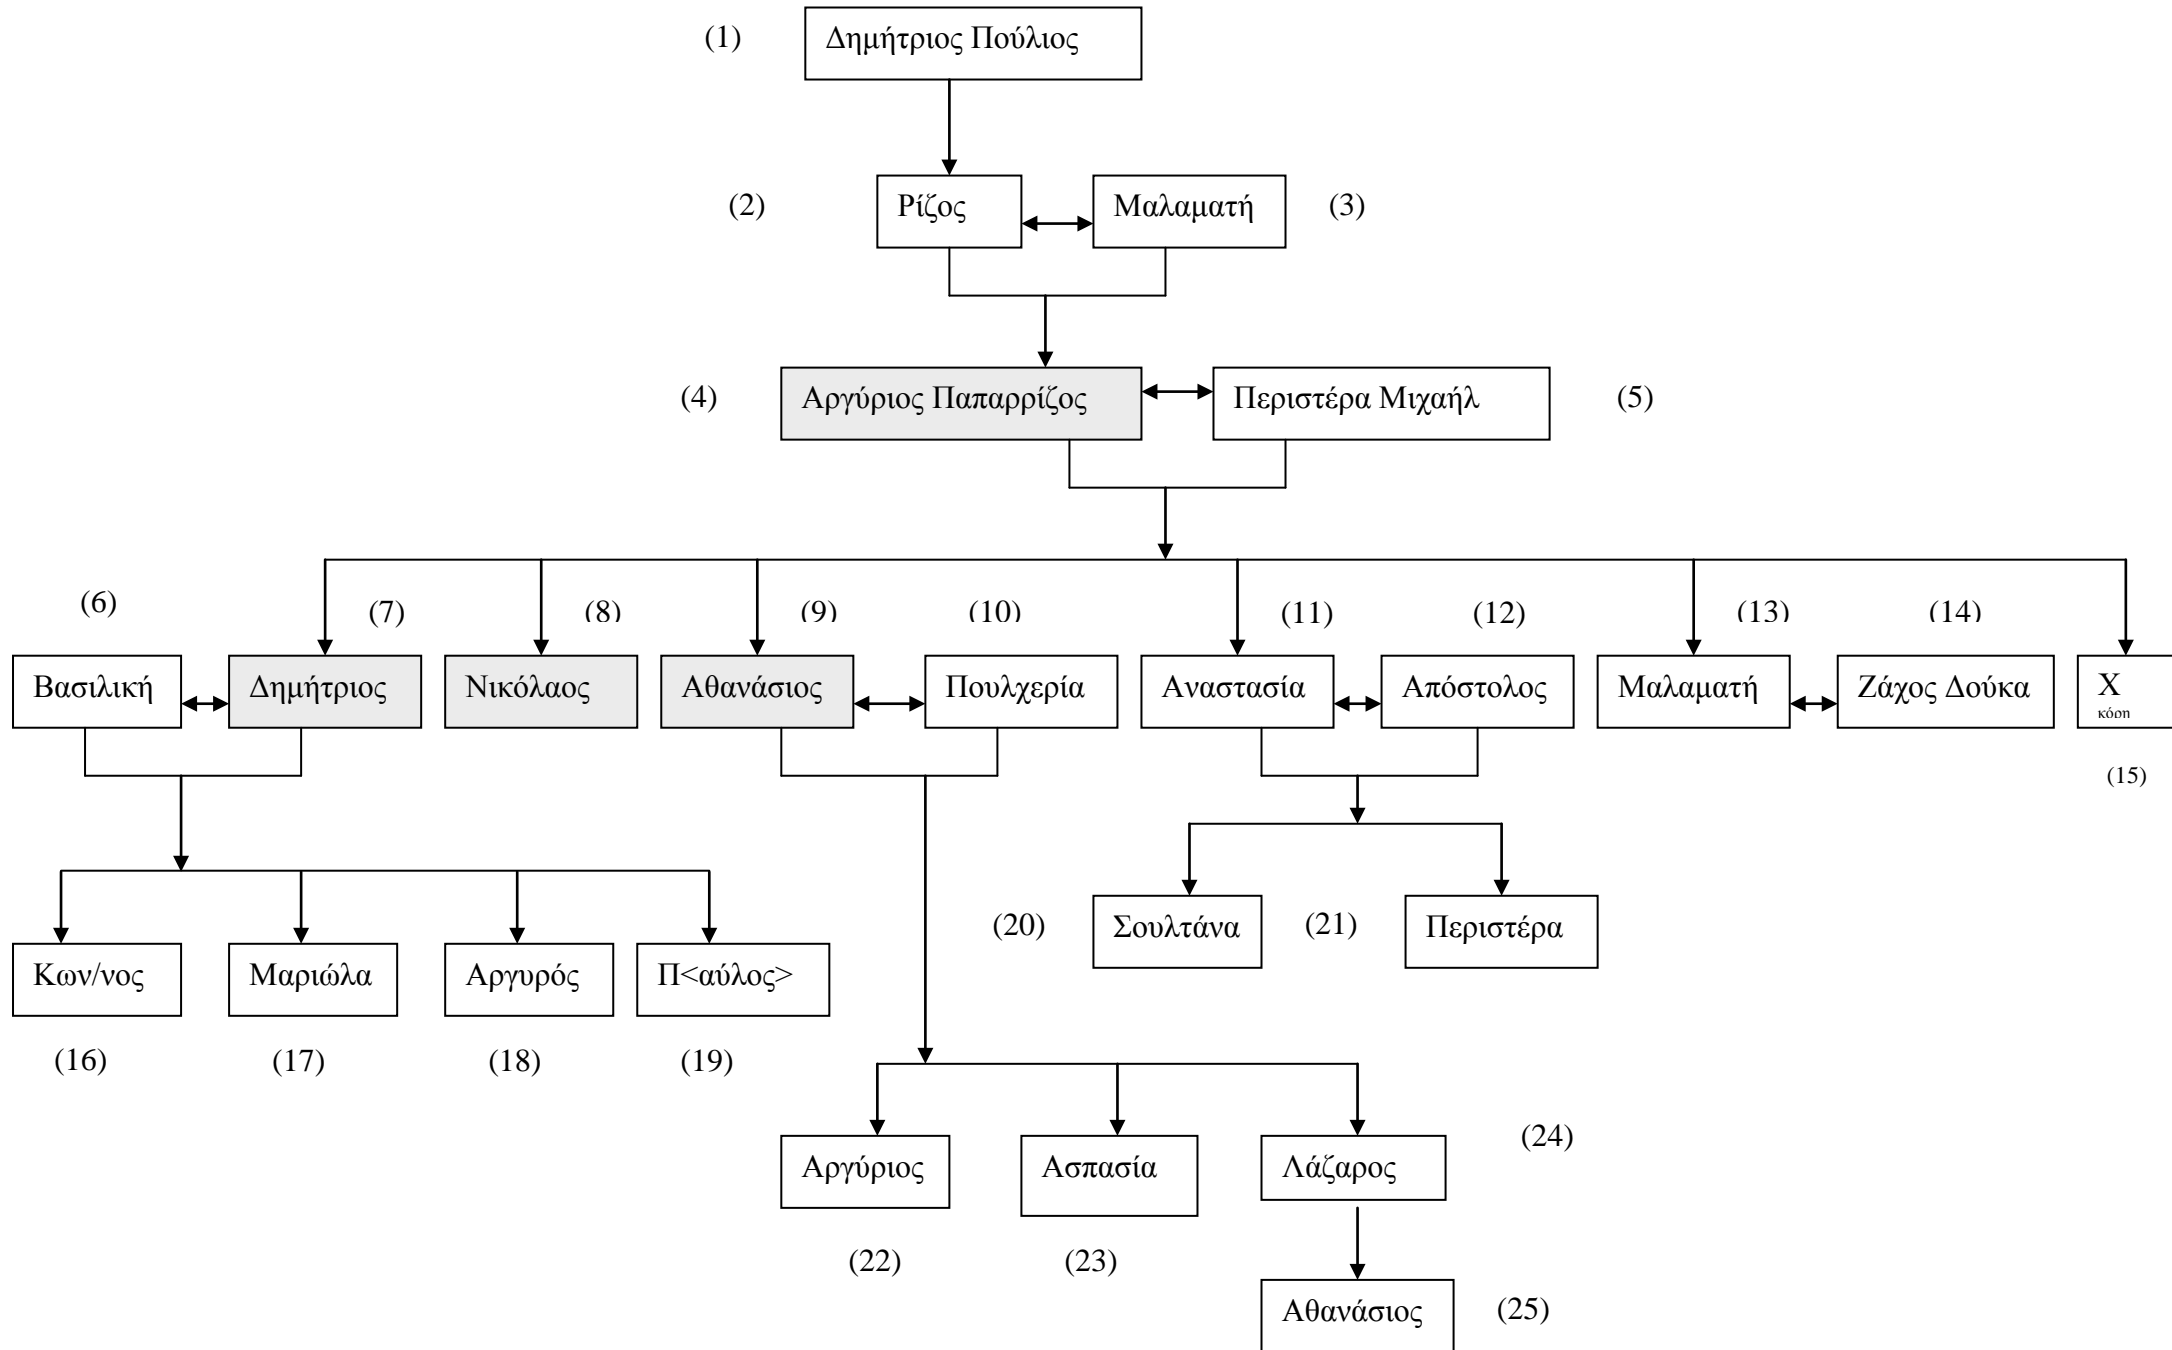 (1) Δημήτριος Πούλιος
(2) Ρίζος Μαλαματή (3)
(4) Αργύριος Παπαρρίζος Περιστέρα Μιχαήλ (5)
(6) (7) (8) (9) (10) (11) (12) (13) (14)
Βασιλική Δημήτριος Νικόλαος Αθανάσιος Πουλχερία Αναστασία Απόστολος Μαλαματή Ζάχος Δούκα Χ
κόρη
(15)
(20) Σουλτάνα (21) Περιστέρα
Κων/νος Μαριώλα Αργυρός Π<αύλος>
(16) (17) (18) (19)
(24)
Αργύριος Ασπασία Λάζαρος
(22) (23)
Αθανάσιος (25)